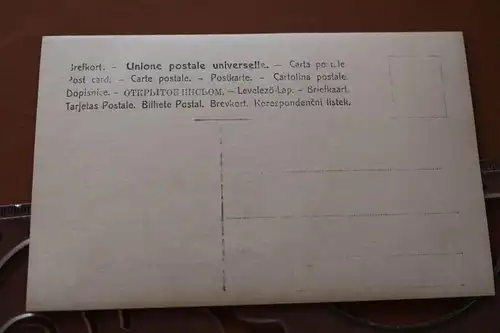 Brefkort. - Unione postale universelle. — Carta postale
Post card. - Carte postale. - Postkarte. - Cartolina postale.
Dopisnice. - ОТКРЫТОЕ ПИСЬМО. — Levelező-Lap. - Briefkaart.
Tarjetas Postale. Bilhete Postal. Brevkort. Korespondenční listek.